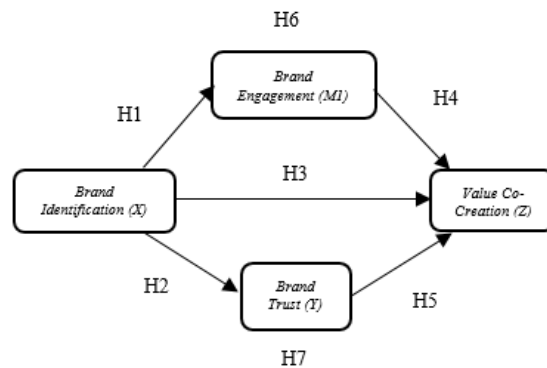 H6
Brand
Engagement (M1)
H1
H4
Brand
Identification (X)
H3
Value Co-
Creation (Z)
H2
Brand
Trust (Y)
H5
H7